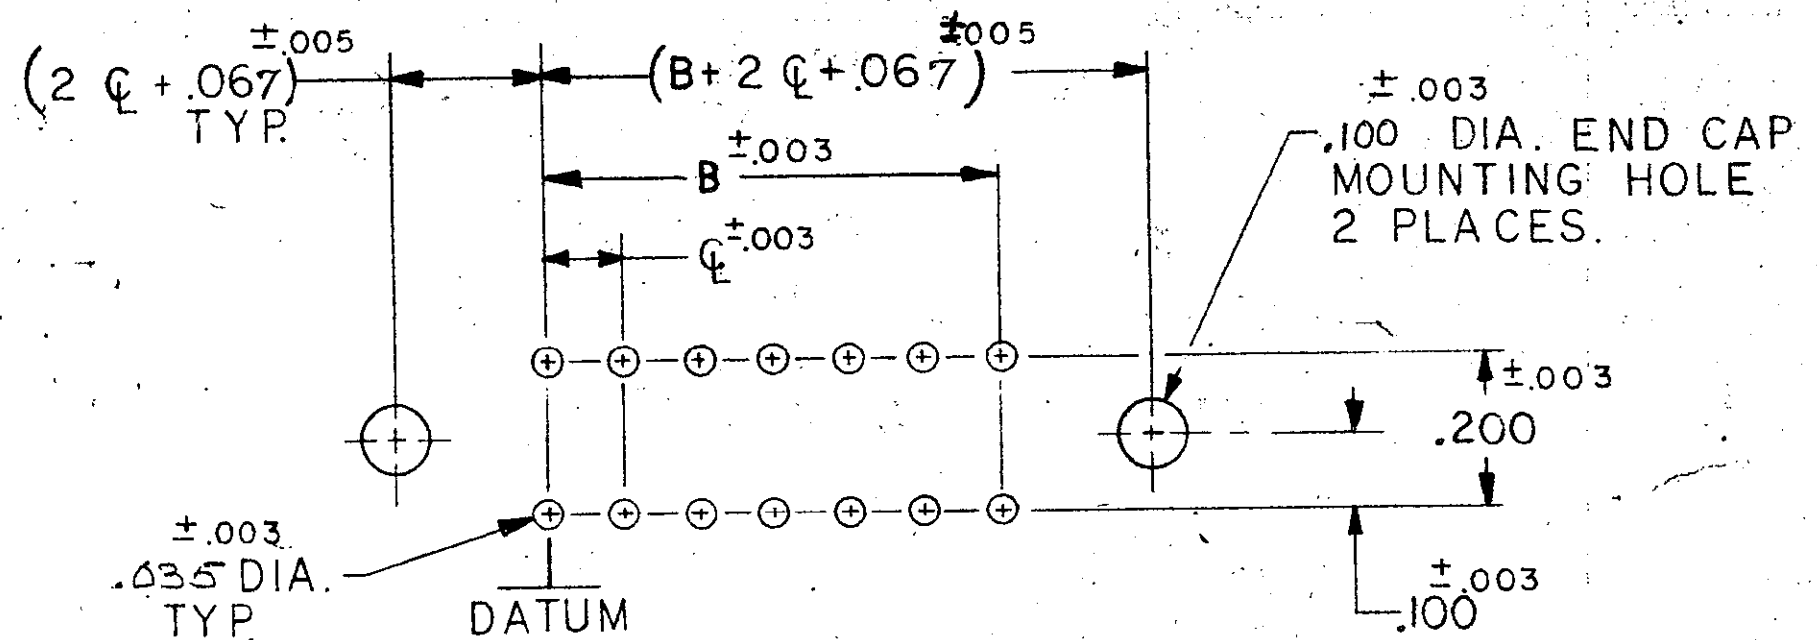 ±.005
(2 ℄ + .067)
TYP.
±.005
(B+ 2 ℄ + .067)
±.003
B
±.003
℄
±.003
.100 DIA. END CAP
MOUNTING HOLE
2 PLACES.
±.003
.200
±.003
.035 DIA.
TYP.
DATUM
±.003
.100